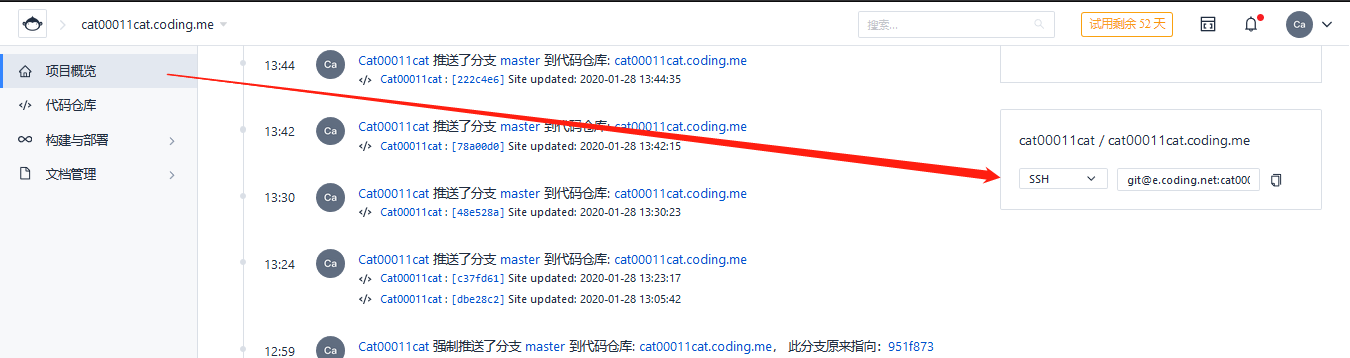 cat00011cat.coding.me
搜索...
试用剩余 52 天
Ca
项目概览
代码仓库
构建与部署
文档管理
13:44
Ca
Cat00011cat 推送了分支 master 到代码仓库: cat00011cat.coding.me
Cat00011cat : [222c4e6] Site updated: 2020-01-28 13:44:35
13:42
Ca
Cat00011cat 推送了分支 master 到代码仓库: cat00011cat.coding.me
Cat00011cat : [78a00d0] Site updated: 2020-01-28 13:42:15
13:30
Ca
Cat00011cat 推送了分支 master 到代码仓库: cat00011cat.coding.me
Cat00011cat : [48e528a] Site updated: 2020-01-28 13:30:23
13:24
Ca
Cat00011cat 推送了分支 master 到代码仓库: cat00011cat.coding.me
Cat00011cat : [c37fd61] Site updated: 2020-01-28 13:23:17
Cat00011cat : [dbe28c2] Site updated: 2020-01-28 13:05:42
12:59
Ca
Cat00011cat 强制推送了分支 master 到代码仓库: cat00011cat.coding.me， 此分支原来指向: 951f873
cat00011cat / cat00011cat.coding.me
SSH
git@e.coding.net:cat000